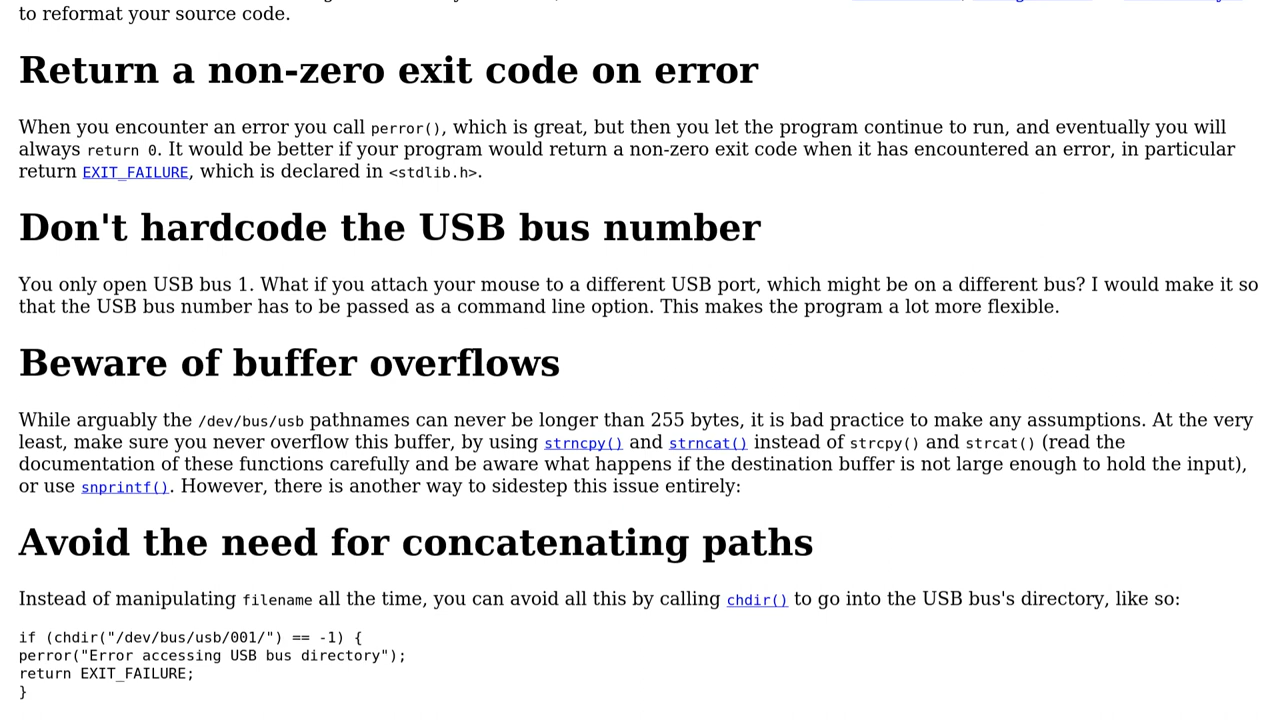 to reformat your source code.
Return a non-zero exit code on error
When you encounter an error you call perror(), which is great, but then you let the program continue to run, and eventually you will
always return 0. It would be better if your program would return a non-zero exit code when it has encountered an error, in particular
return EXIT_FAILURE, which is declared in <stdlib.h>.
Don't hardcode the USB bus number
You only open USB bus 1. What if you attach your mouse to a different USB port, which might be on a different bus? I would make it so
that the USB bus number has to be passed as a command line option. This makes the program a lot more flexible.
Beware of buffer overflows
While arguably the /dev/bus/usb pathnames can never be longer than 255 bytes, it is bad practice to make any assumptions. At the very
least, make sure you never overflow this buffer, by using strncpy() and strncat() instead of strcpy() and strcat() (read the
documentation of these functions carefully and be aware what happens if the destination buffer is not large enough to hold the input),
or use snprintf(). However, there is another way to sidestep this issue entirely:
Avoid the need for concatenating paths
Instead of manipulating filename all the time, you can avoid all this by calling chdir() to go into the USB bus's directory, like so:
if (chdir("/dev/bus/usb/001/") == -1) {
perror("Error accessing USB bus directory");
return EXIT_FAILURE;
}